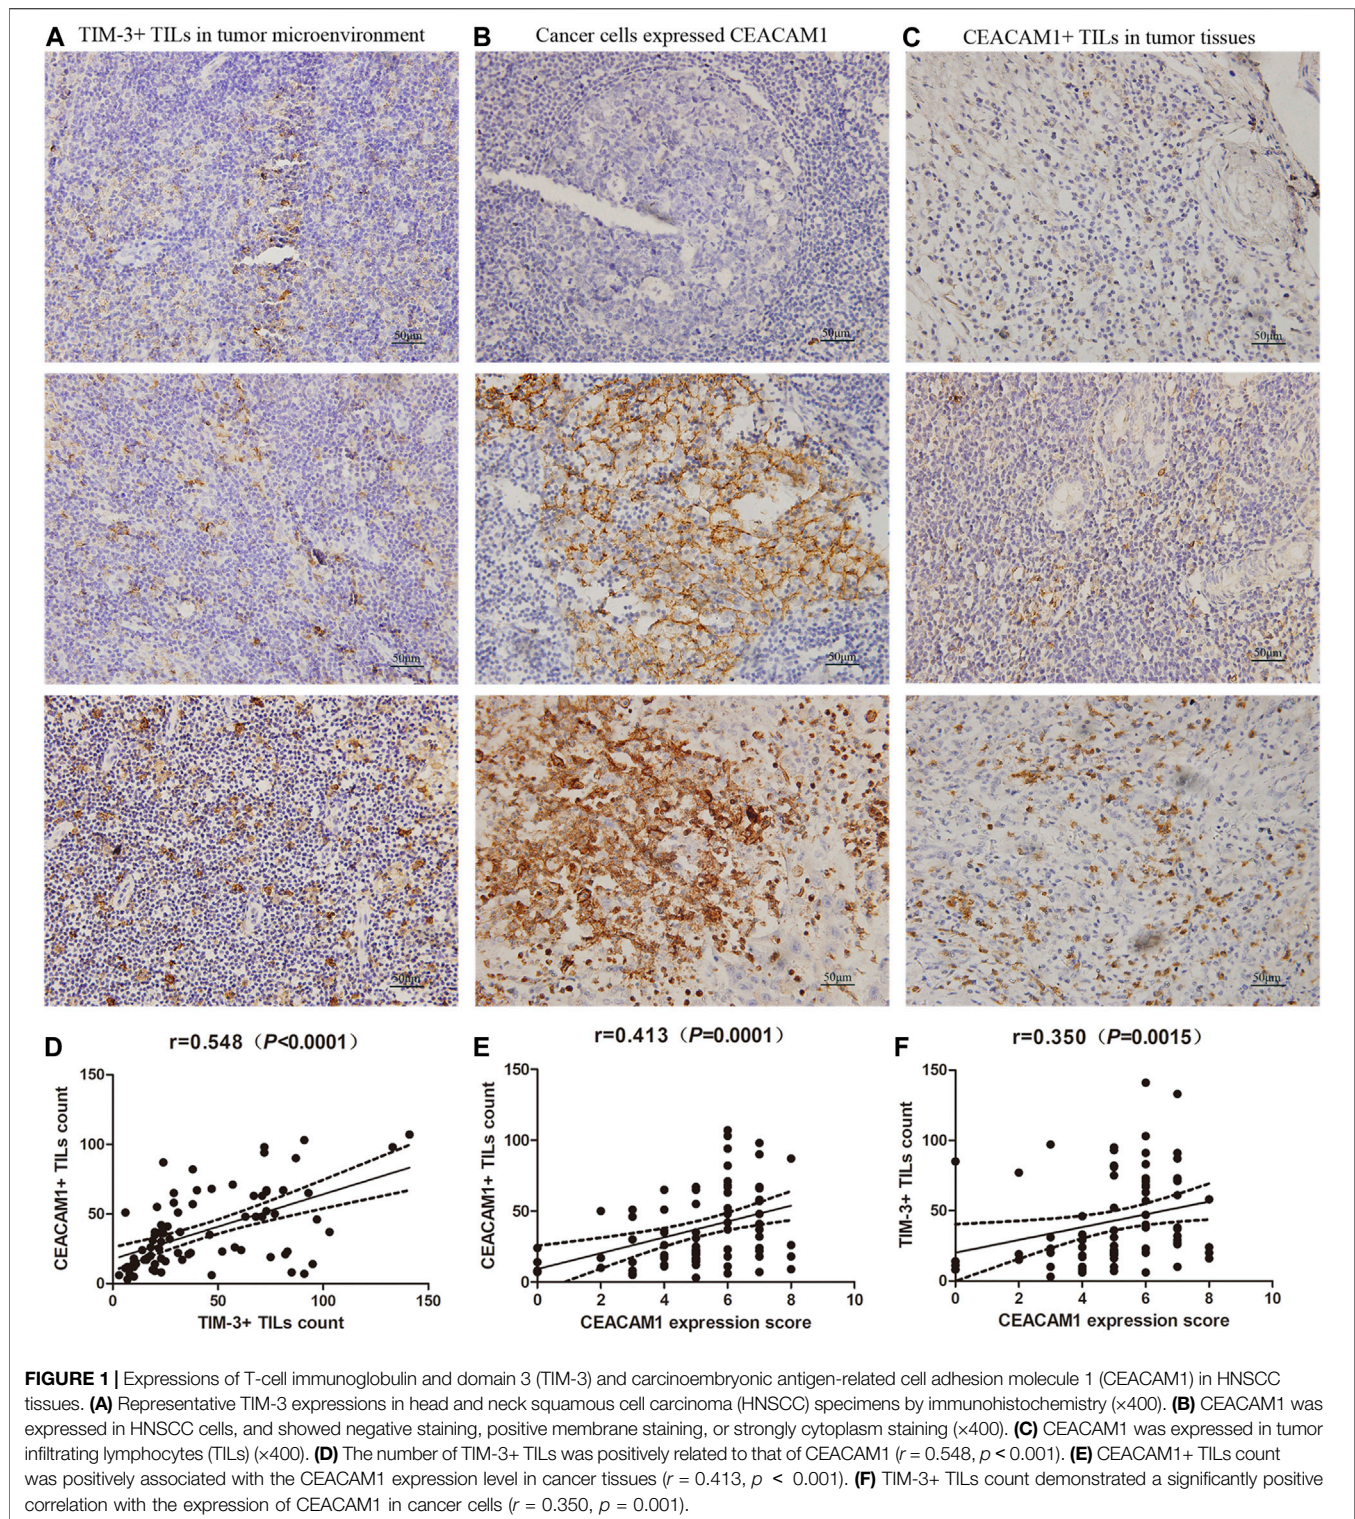 A TIM-3+ TILs in tumor microenvironment
B Cancer cells expressed CEACAM1
C CEACAM1+ TILs in tumor tissues
50μm
50μm
50μm
50μm
50μm
50μm
50μm
50μm
50μm
D r=0.548（P<0.0001）
150
100
50
0
0 50 100 150
CEACAM1+ TILs count
TIM-3+ TILs count
E r=0.413（P=0.0001）
150
100
50
0
0 2 4 6 8 10
CEACAM1+ TILs count
CEACAM1 expression score
F r=0.350（P=0.0015）
150
100
50
0
0 2 4 6 8 10
TIM-3+ TILs count
CEACAM1 expression score
FIGURE 1 | Expressions of T-cell immunoglobulin and domain 3 (TIM-3) and carcinoembryonic antigen-related cell adhesion molecule 1 (CEACAM1) in HNSCC
tissues. (A) Representative TIM-3 expressions in head and neck squamous cell carcinoma (HNSCC) specimens by immunohistochemistry (×400). (B) CEACAM1 was
expressed in HNSCC cells, and showed negative staining, positive membrane staining, or strongly cytoplasm staining (×400). (C) CEACAM1 was expressed in tumor
infiltrating lymphocytes (TILs) (×400). (D) The number of TIM-3+ TILs was positively related to that of CEACAM1 (r = 0.548, p < 0.001). (E) CEACAM1+ TILs count
was positively associated with the CEACAM1 expression level in cancer tissues (r = 0.413, p < 0.001). (F) TIM-3+ TILs count demonstrated a significantly positive
correlation with the expression of CEACAM1 in cancer cells (r = 0.350, p = 0.001).